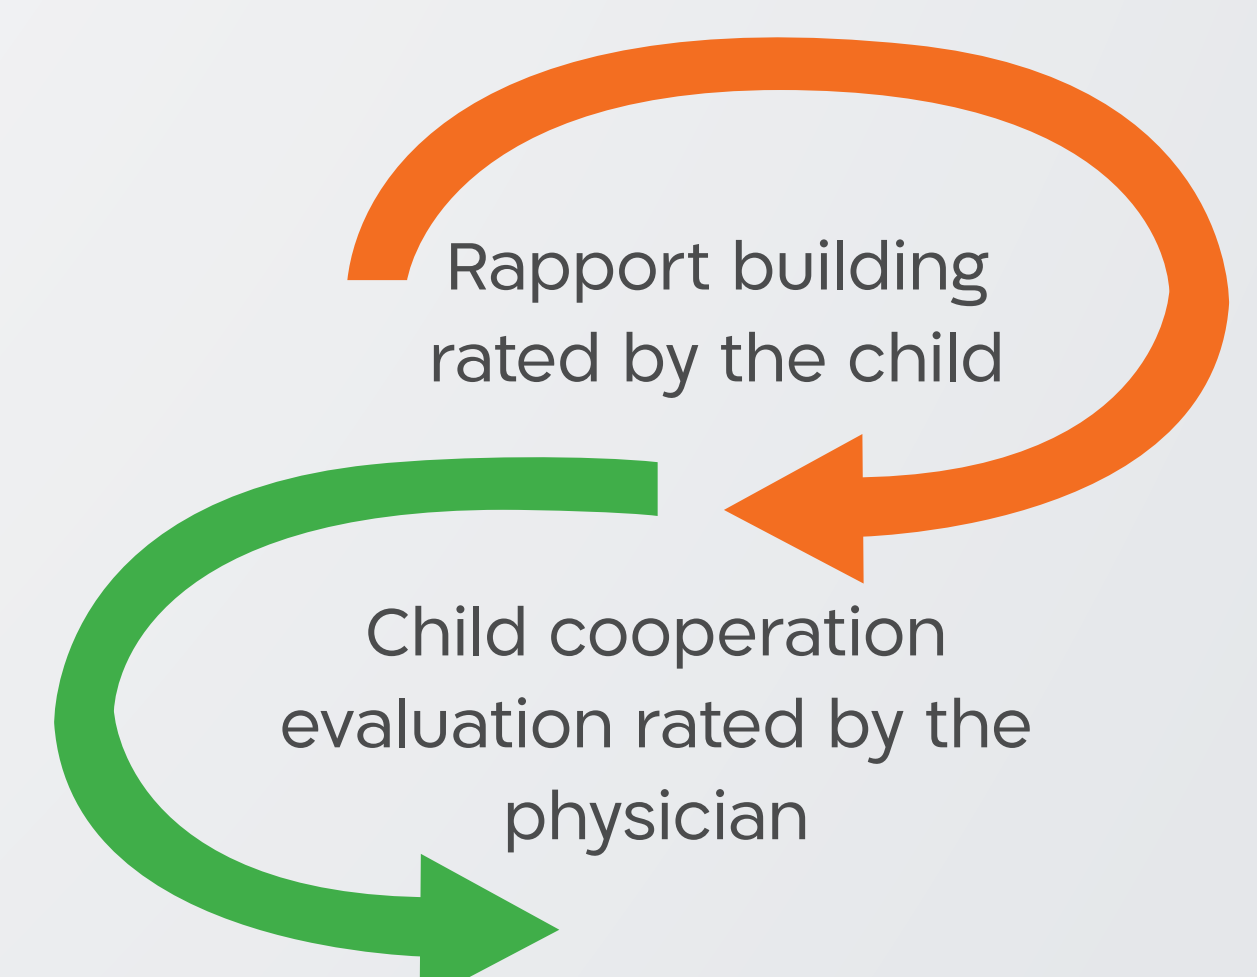 Rapport building
rated by the child
Child cooperation
evaluation rated by the
physician